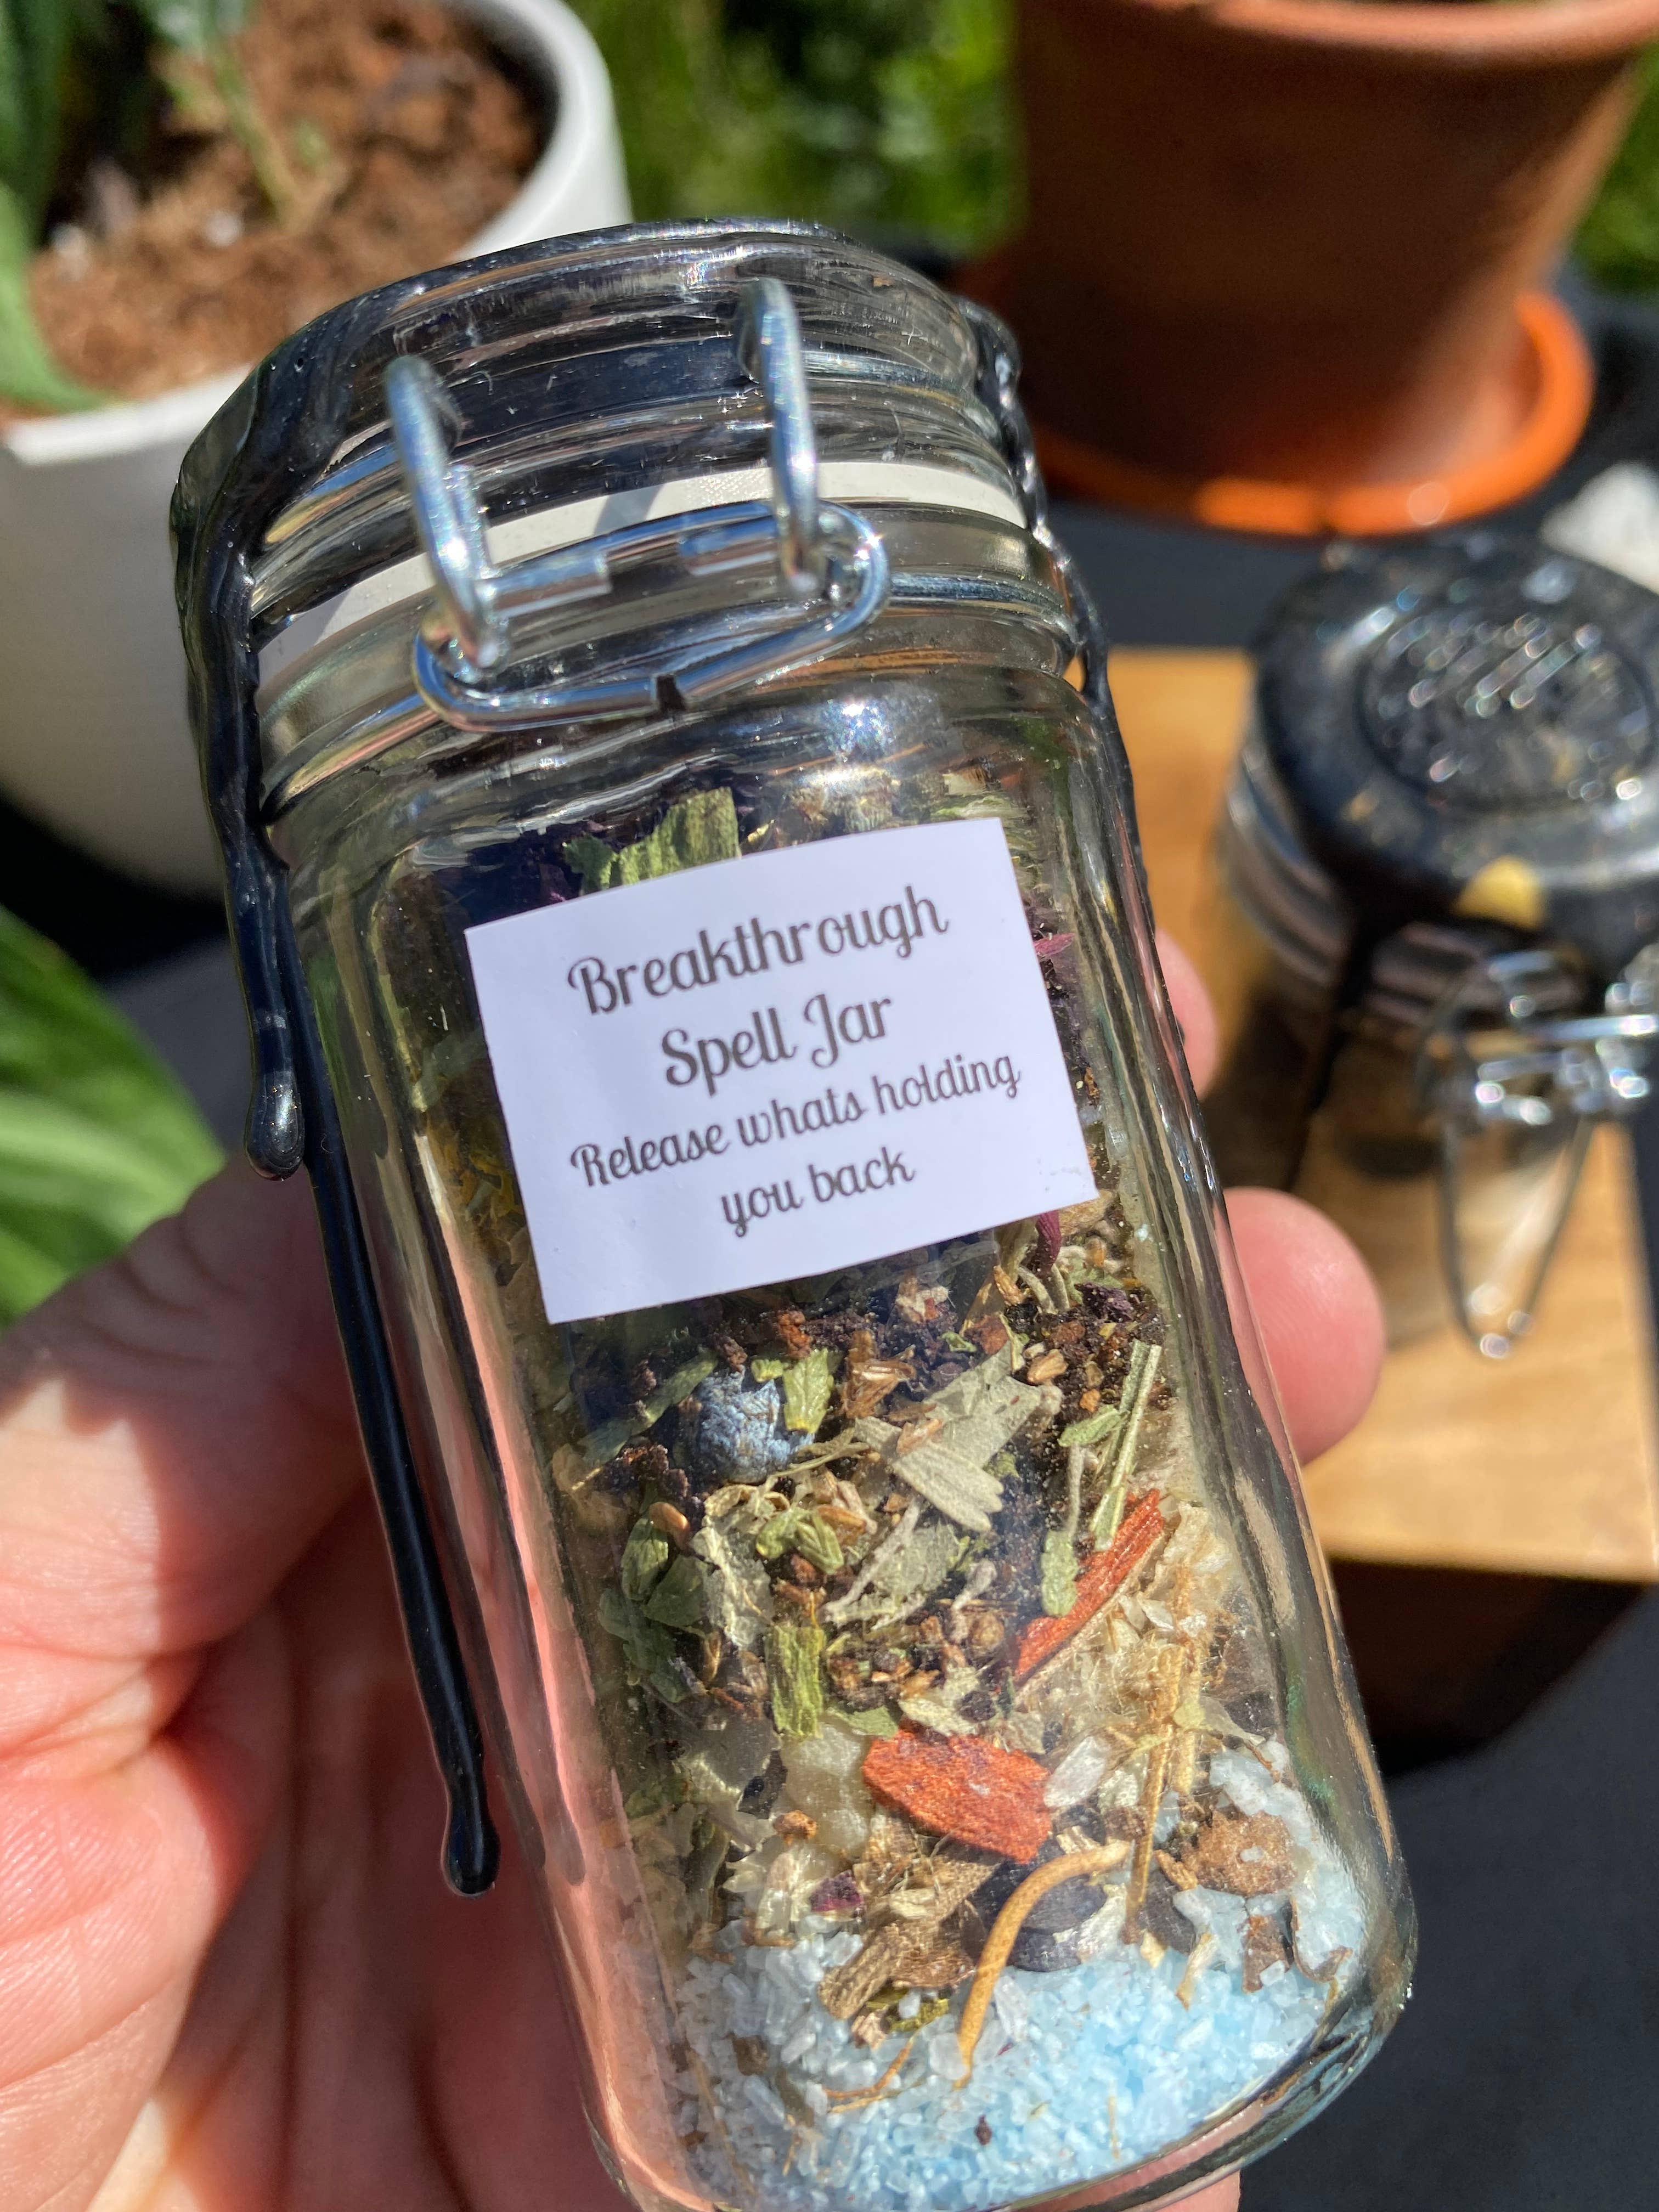 Breakthrough
Spell Jar
Release whats holding
you back